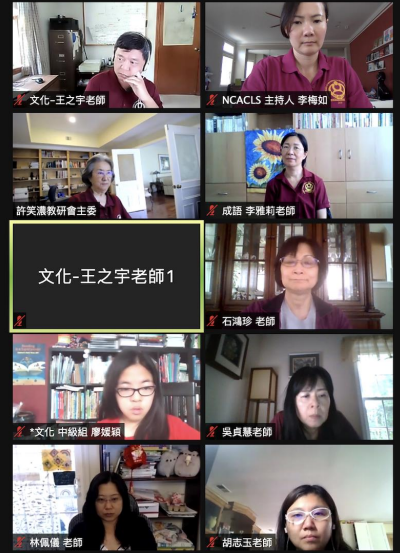 文化-王之宇老師
NCACLS 主持人 李梅如
許笑濃教研會主委
成語 李雅莉老師
文化-王之宇老師1
石鴻珍 老師
*文化 中級組 廖媛穎
吳貞慧老師
林佩儀 老師
胡志玉老師